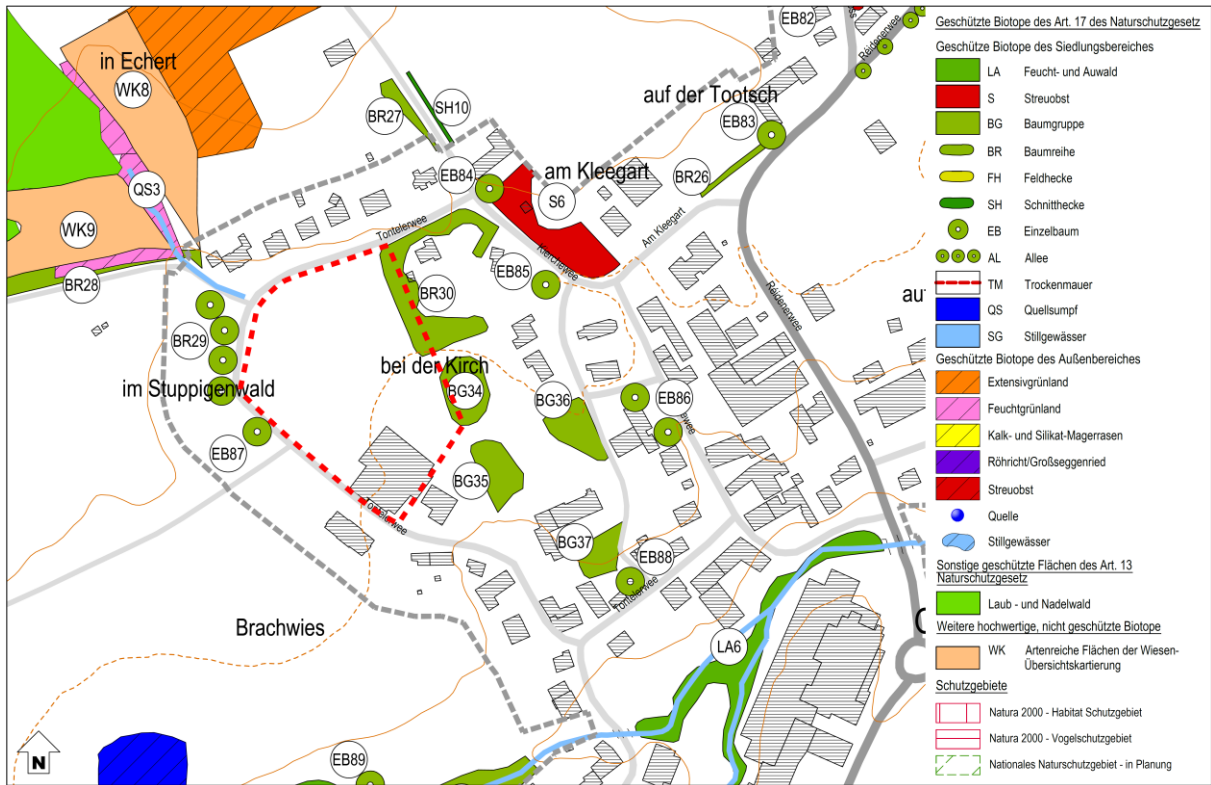 EB82
in Echert
WK8
Réidenerwee
auf der Tootsch
SH10
BR27
EB83
EB84
am Kleegart
BR26
QS3
S6
WK9
Tontelerwee
Am Kleegart
Kierchewee
EB85
BR28
BR30
Réidenerwee
BR29
bei der Kirch
im Stuppigenwald
BG34
BG36
EB86
EB87
BG35
Tontelerwee
BG37
EB88
Tontelerwee
Brachwies
LA6
EB89
N
Geschützte Biotope des Art. 17 des Naturschutzgesetz
Geschütze Biotope des Siedlungsbereiches
LA Feucht- und Auwald
S Streuobst
BG Baumgruppe
BR Baumreihe
FH Feldhecke
SH Schnitthecke
EB Einzelbaum
AL Allee
TM Trockenmauer
QS Quellsumpf
SG Stillgewässer
Geschützte Biotope des Außenbereiches
Extensivgrünland
Feuchtgrünland
Kalk- und Silikat-Magerrasen
Röhricht/Großseggenried
Streuobst
Quelle
Stillgewässer
Sonstige geschützte Flächen des Art. 13
Naturschutzgesetz
Laub - und Nadelwald
Weitere hochwertige, nicht geschützte Biotope
WK Artenreiche Flächen der Wiesen-
Übersichtskartierung
Schutzgebiete
Natura 2000 - Habitat Schutzgebiet
Natura 2000 - Vogelschutzgebiet
Nationales Naturschutzgebiet - in Planung